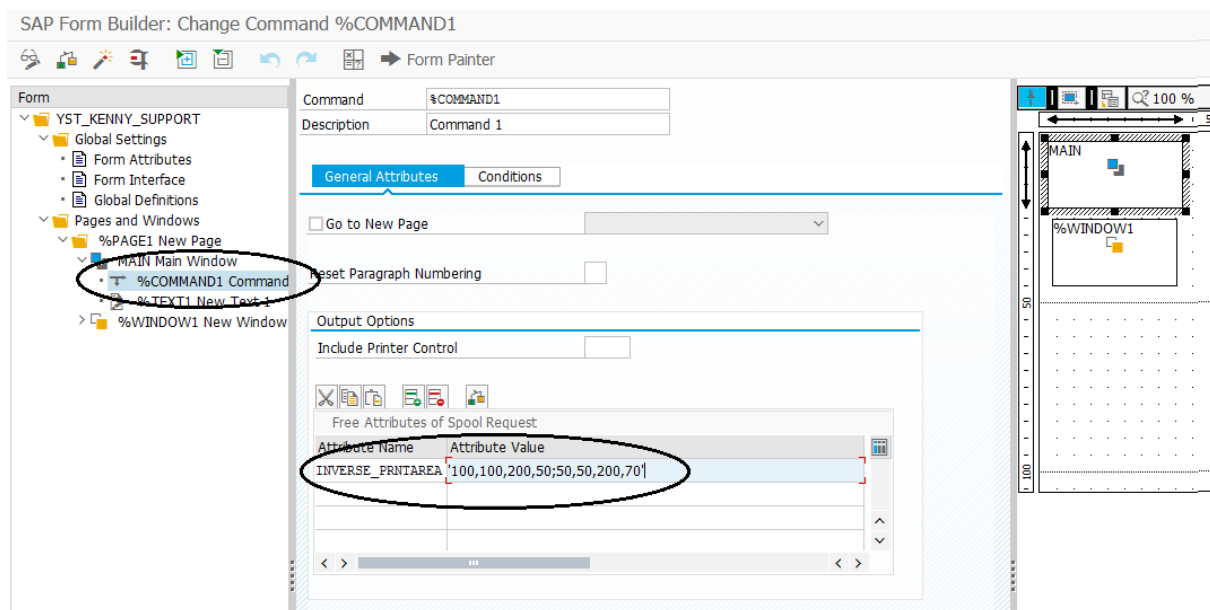 SAP Form Builder: Change Command %COMMAND1
Form Painter
Form
YST_KENNY_SUPPORT
Global Settings
Form Attributes
Form Interface
Global Definitions
Pages and Windows
%PAGE1 New Page
MAIN Main Window
%COMMAND1 Command
%TEXT1 New Text 1
%WINDOW1 New Window
Command %COMMAND1
Description Command 1
General Attributes Conditions
Go to New Page
Reset Paragraph Numbering
Output Options
Include Printer Control
Free Attributes of Spool Request
Attribute Name Attribute Value
INVERSE_PRNTAREA '100,100,200,50;50,50,200,70'
100 %
5
MAIN
%WINDOW1
50
100